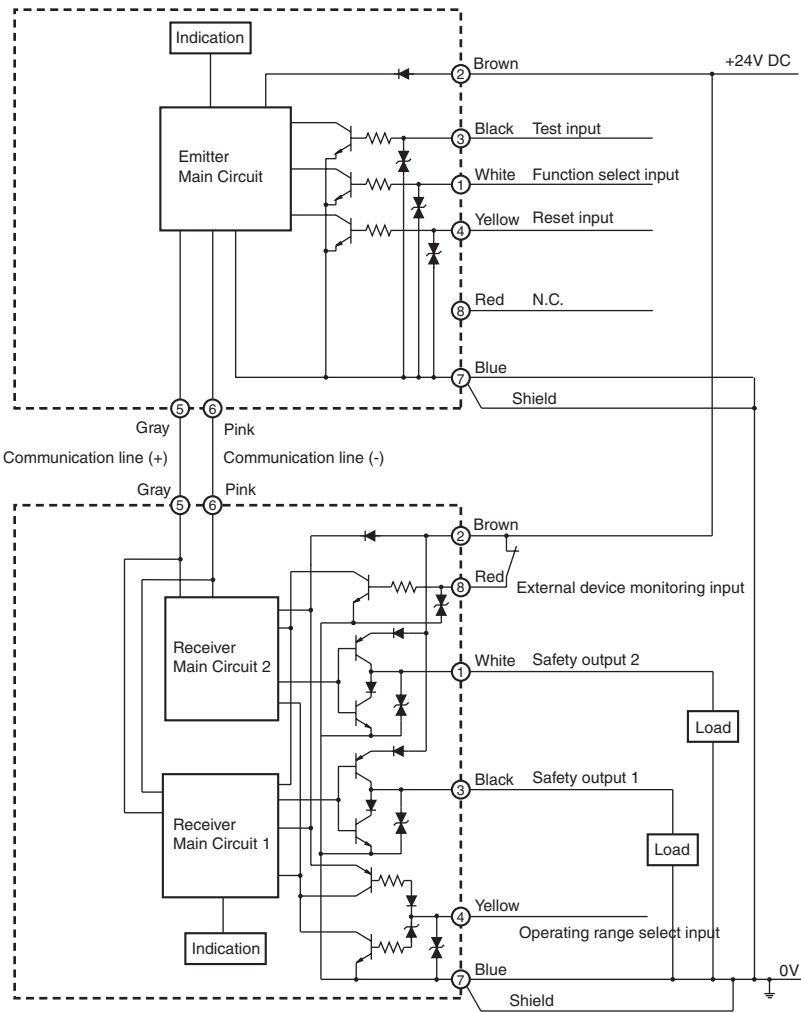 Indication
+24V DC
2 Brown
Emitter
Main Circuit
3 Black Test input
1 White Function select input
4 Yellow Reset input
8 Red N.C.
7 Blue
Shield
5 6
Gray Pink
Communication line (+) Communication line (-)
Gray Pink
5 6
2 Brown
8 Red
External device monitoring input
Receiver
Main Circuit 2
1 White Safety output 2
Load
3 Black Safety output 1
Receiver
Main Circuit 1
Load
4 Yellow
Operating range select input
Indication
7 Blue
0V
Shield